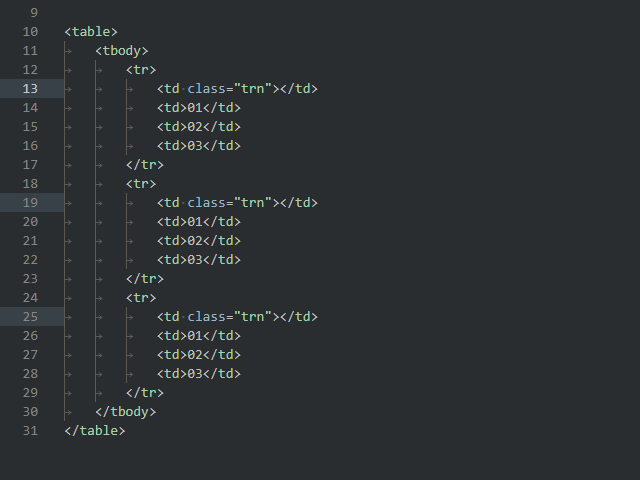 9
10 <table>
11 <tbody>
12 <tr>
13 <td class="trn"></td>
14 <td>01</td>
15 <td>02</td>
16 <td>03</td>
17 </tr>
18 <tr>
19 <td class="trn"></td>
20 <td>01</td>
21 <td>02</td>
22 <td>03</td>
23 </tr>
24 <tr>
25 <td class="trn"></td>
26 <td>01</td>
27 <td>02</td>
28 <td>03</td>
29 </tr>
30 </tbody>
31 </table>